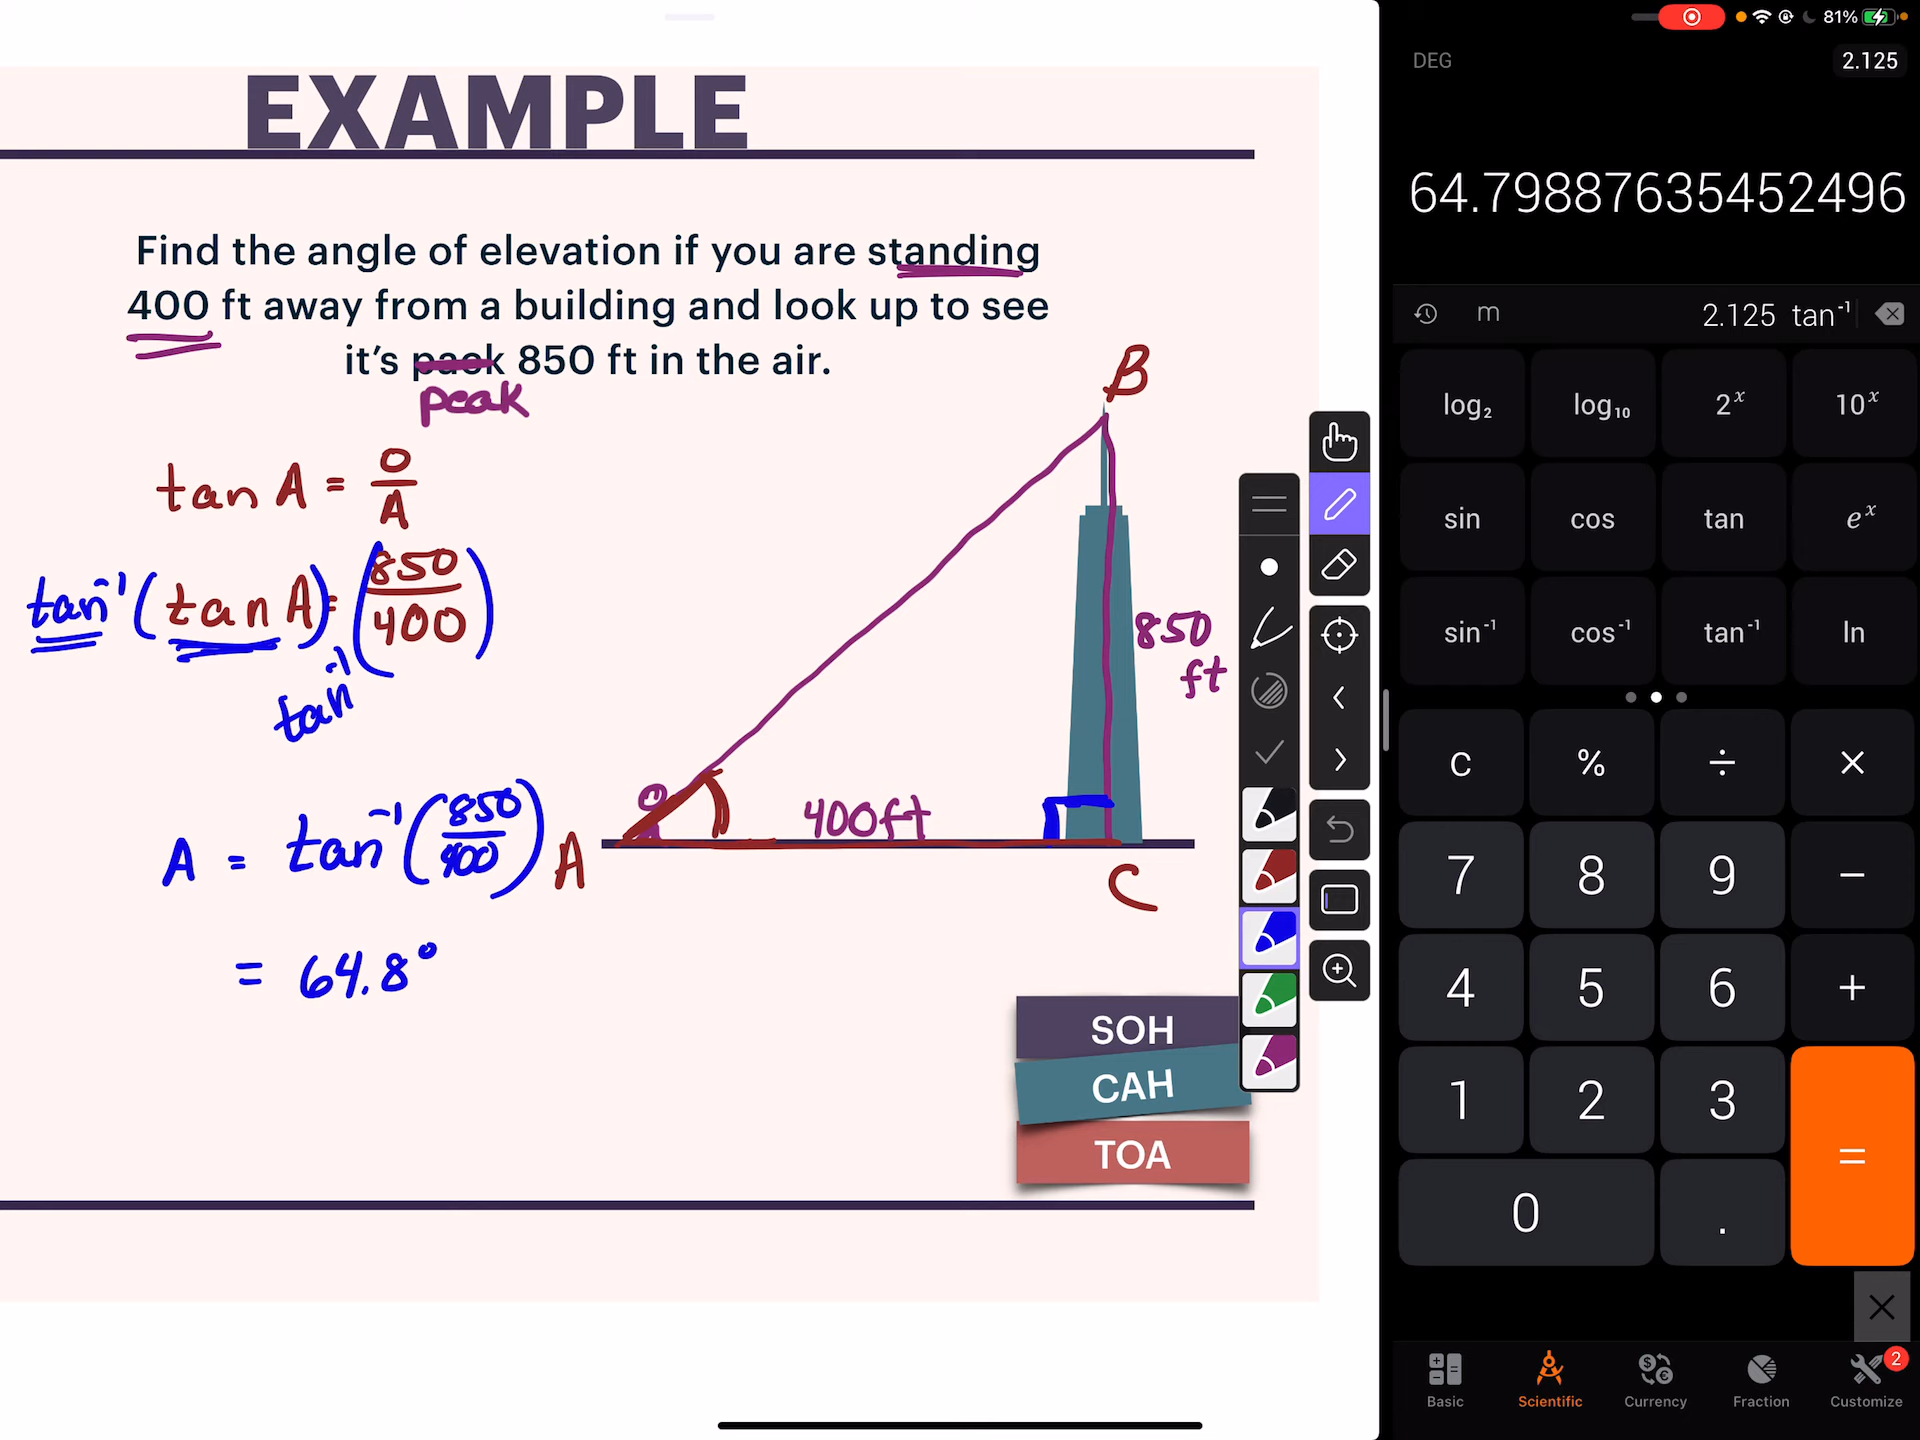 EXAMPLE
Find the angle of elevation if you are standing
400 ft away from a building and look up to see
it's pack 850 ft in the air.
peak
tan A = O/A
tan⁻¹(tan A) = (850/400)
tan⁻¹
A = tan⁻¹(850/400)
= 64.8°
B
850
ft
400ft
A
C
SOH
CAH
TOA
81%
DEG
2.125
64.79887635452496
m
2.125 tan⁻¹
log₂ log₁₀ 2ˣ 10ˣ
sin cos tan eˣ
sin⁻¹ cos⁻¹ tan⁻¹ ln
c % ÷ ×
7 8 9 −
4 5 6 +
1 2 3 =
0 .
2
Basic Scientific Currency Fraction Customize